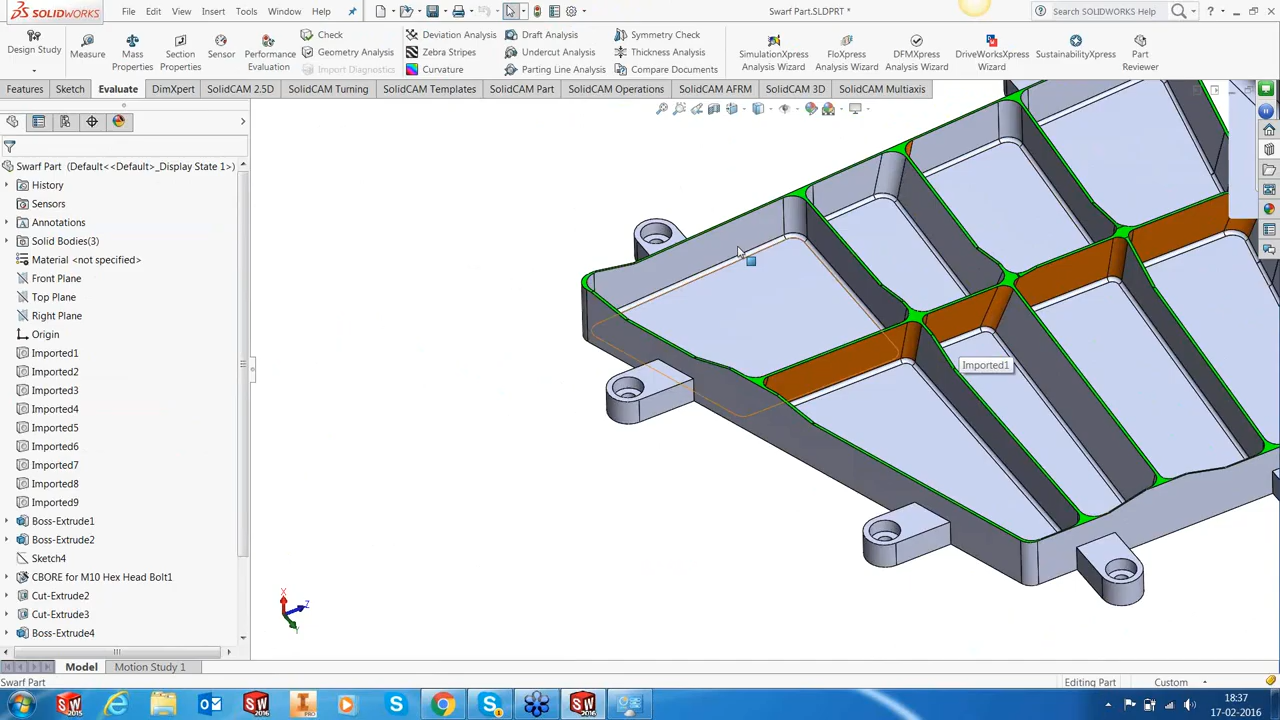 SOLIDWORKS File Edit View Insert Tools Window Help Swarf Part.SLDPRT * Search SOLIDWORKS Help
Design Study Measure Mass Properties Section Properties Sensor Performance Evaluation
Check Geometry Analysis Import Diagnostics
Deviation Analysis Zebra Stripes Curvature
Draft Analysis Undercut Analysis Parting Line Analysis
Symmetry Check Thickness Analysis Compare Documents
SimulationXpress Analysis Wizard FloXpress Analysis Wizard DFMXpress Analysis Wizard DriveWorksXpress Wizard SustainabilityXpress Part Reviewer
Features Sketch Evaluate DimXpert SolidCAM 2.5D SolidCAM Turning SolidCAM Templates SolidCAM Part SolidCAM Operations SolidCAM AFRM SolidCAM 3D SolidCAM Multiaxis
Swarf Part (Default<<Default>_Display State 1>)
History
Sensors
Annotations
Solid Bodies(3)
Material <not specified>
Front Plane
Top Plane
Right Plane
Origin
Imported1
Imported2
Imported3
Imported4
Imported5
Imported6
Imported7
Imported8
Imported9
Boss-Extrude1
Boss-Extrude2
Sketch4
CBORE for M10 Hex Head Bolt1
Cut-Extrude2
Cut-Extrude3
Boss-Extrude4
Imported1
X
Z
Y
Model Motion Study 1
Swarf Part Editing Part Custom
SW 2015 SW 2016 I PRO SW 2016 18:37
17-02-2016